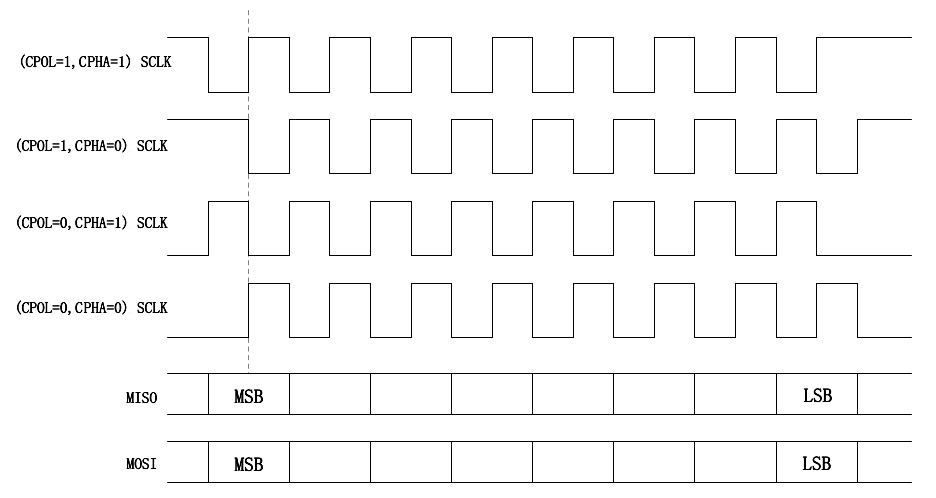 (CPOL=1,CPHA=1) SCLK
(CPOL=1,CPHA=0) SCLK
(CPOL=0,CPHA=1) SCLK
(CPOL=0,CPHA=0) SCLK
MISO MSB LSB
MOSI MSB LSB